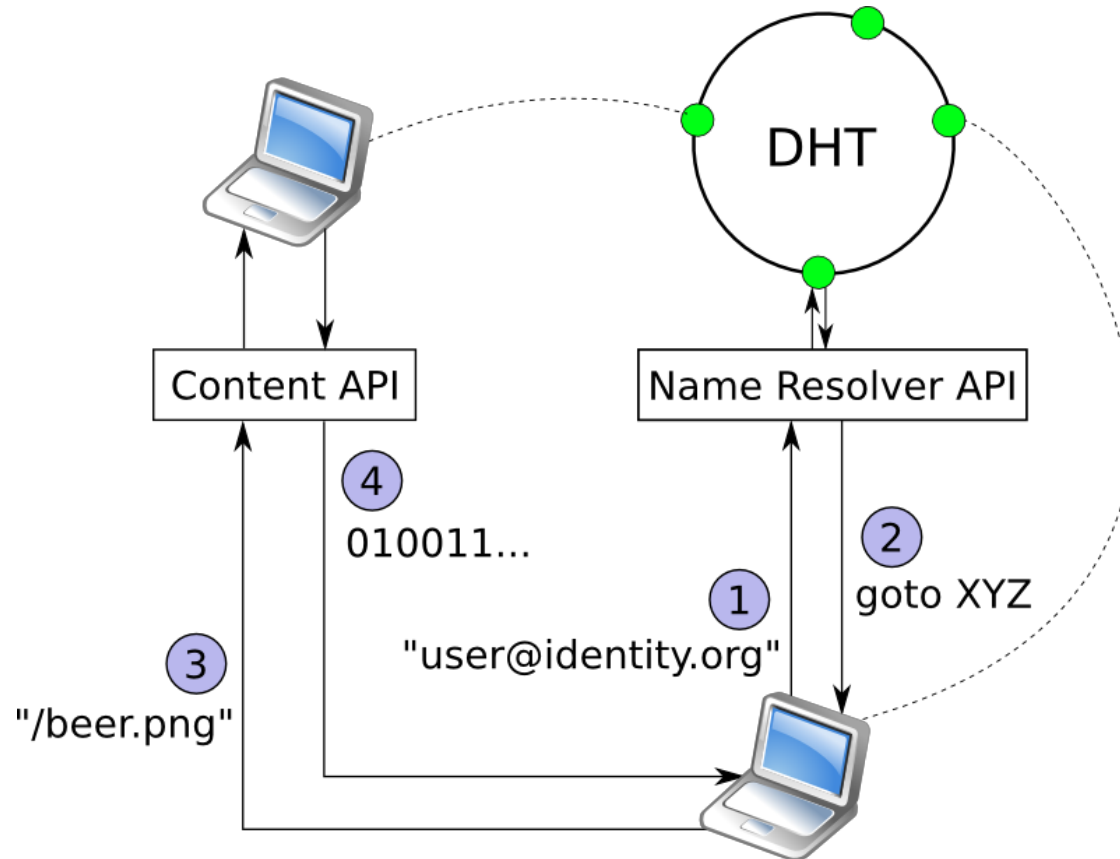 DHT
Content API
Name Resolver API
4
010011...
2
goto XYZ
1
"user@identity.org"
3
"/beer.png"